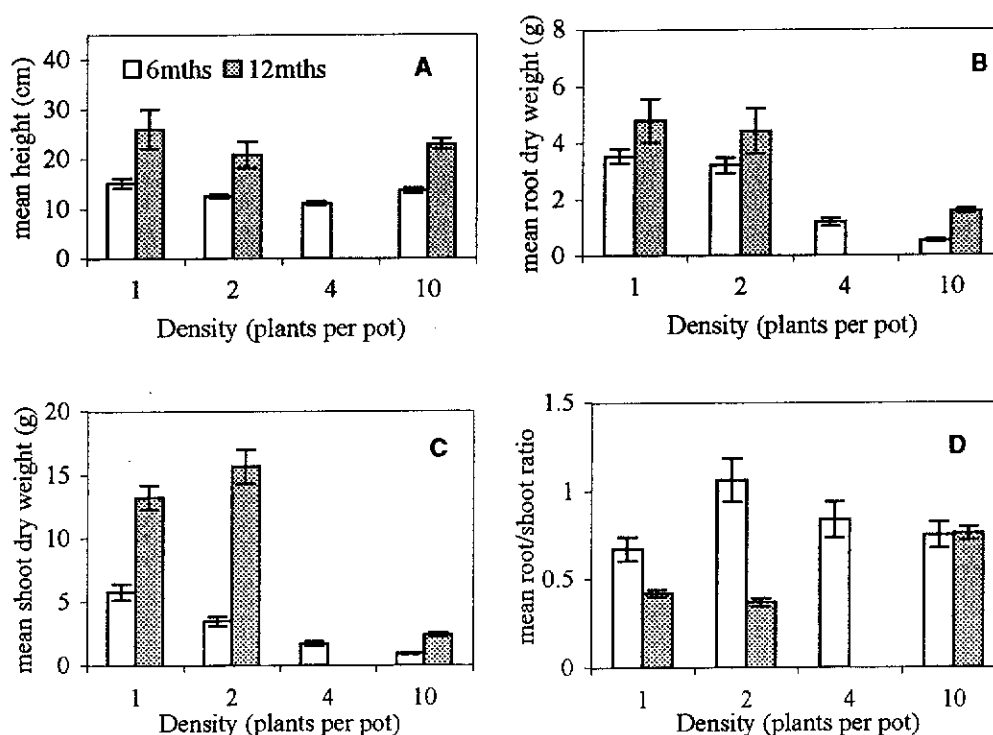 A
6mths 12mths
mean height (cm)
40
30
20
10
0
1 2 4 10
Density (plants per pot)
B
mean root dry weight (g)
8
6
4
2
0
1 2 4 10
Density (plants per pot)
C
mean shoot dry weight (g)
20
15
10
5
0
1 2 4 10
Density (plants per pot)
D
mean root/shoot ratio
1.5
1
0.5
0
1 2 4 10
Density (plants per pot)